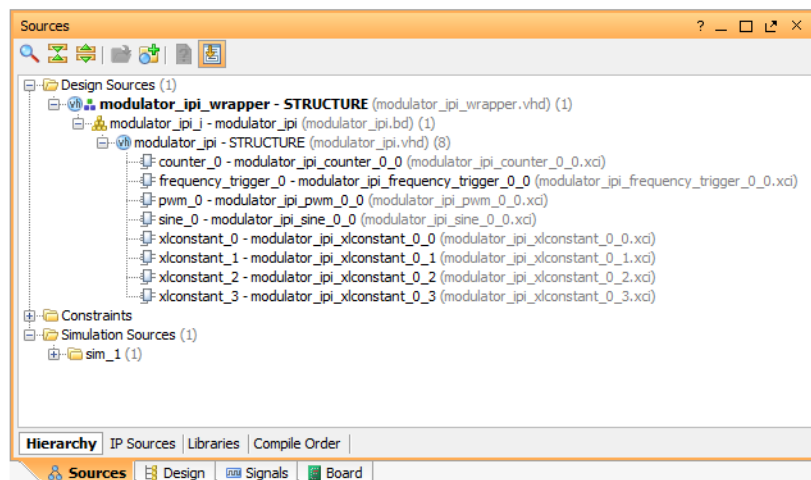 Sources
Design Sources (1)
modulator_ipi_wrapper - STRUCTURE (modulator_ipi_wrapper.vhd) (1)
modulator_ipi_i - modulator_ipi (modulator_ipi.bd) (1)
modulator_ipi - STRUCTURE (modulator_ipi.vhd) (8)
counter_0 - modulator_ipi_counter_0_0 (modulator_ipi_counter_0_0.xci)
frequency_trigger_0 - modulator_ipi_frequency_trigger_0_0 (modulator_ipi_frequency_trigger_0_0.xci)
pwm_0 - modulator_ipi_pwm_0_0 (modulator_ipi_pwm_0_0.xci)
sine_0 - modulator_ipi_sine_0_0 (modulator_ipi_sine_0_0.xci)
xlconstant_0 - modulator_ipi_xlconstant_0_0 (modulator_ipi_xlconstant_0_0.xci)
xlconstant_1 - modulator_ipi_xlconstant_0_1 (modulator_ipi_xlconstant_0_1.xci)
xlconstant_2 - modulator_ipi_xlconstant_0_2 (modulator_ipi_xlconstant_0_2.xci)
xlconstant_3 - modulator_ipi_xlconstant_0_3 (modulator_ipi_xlconstant_0_3.xci)
Constraints
Simulation Sources (1)
sim_1 (1)
Hierarchy IP Sources Libraries Compile Order
Sources Design Signals Board